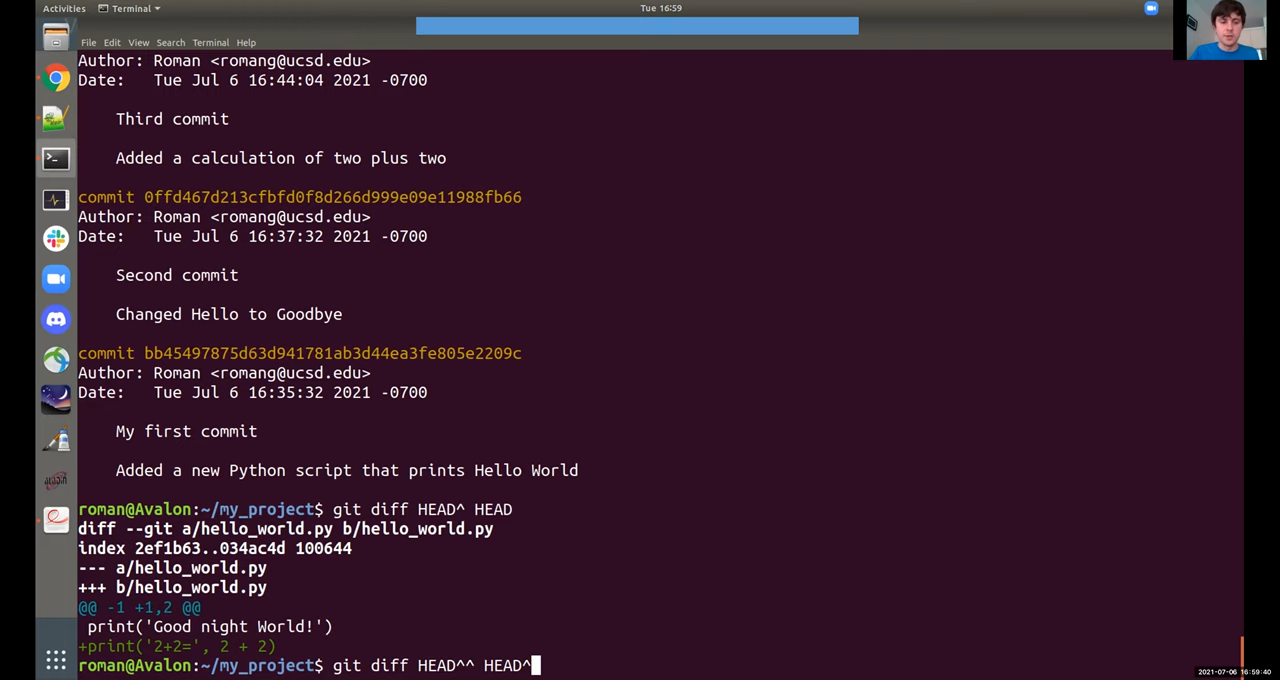 Activities Terminal Tue 16:59
File Edit View Search Terminal Help
Author: Roman <romang@ucsd.edu>
Date:   Tue Jul 6 16:44:04 2021 -0700
Third commit
Added a calculation of two plus two
commit 0ffd467d213cfbfd0f8d266d999e09e11988fb66
Author: Roman <romang@ucsd.edu>
Date:   Tue Jul 6 16:37:32 2021 -0700
Second commit
Changed Hello to Goodbye
commit bb45497875d63d941781ab3d44ea3fe805e2209c
Author: Roman <romang@ucsd.edu>
Date:   Tue Jul 6 16:35:32 2021 -0700
My first commit
Added a new Python script that prints Hello World
roman@Avalon:~/my_project$ git diff HEAD^ HEAD
diff --git a/hello_world.py b/hello_world.py
index 2ef1b63..034ac4d 100644
--- a/hello_world.py
+++ b/hello_world.py
@@ -1 +1,2 @@
print('Good night World!')
+print('2+2=', 2 + 2)
roman@Avalon:~/my_project$ git diff HEAD^^ HEAD^
2021-07-06 16:59:40